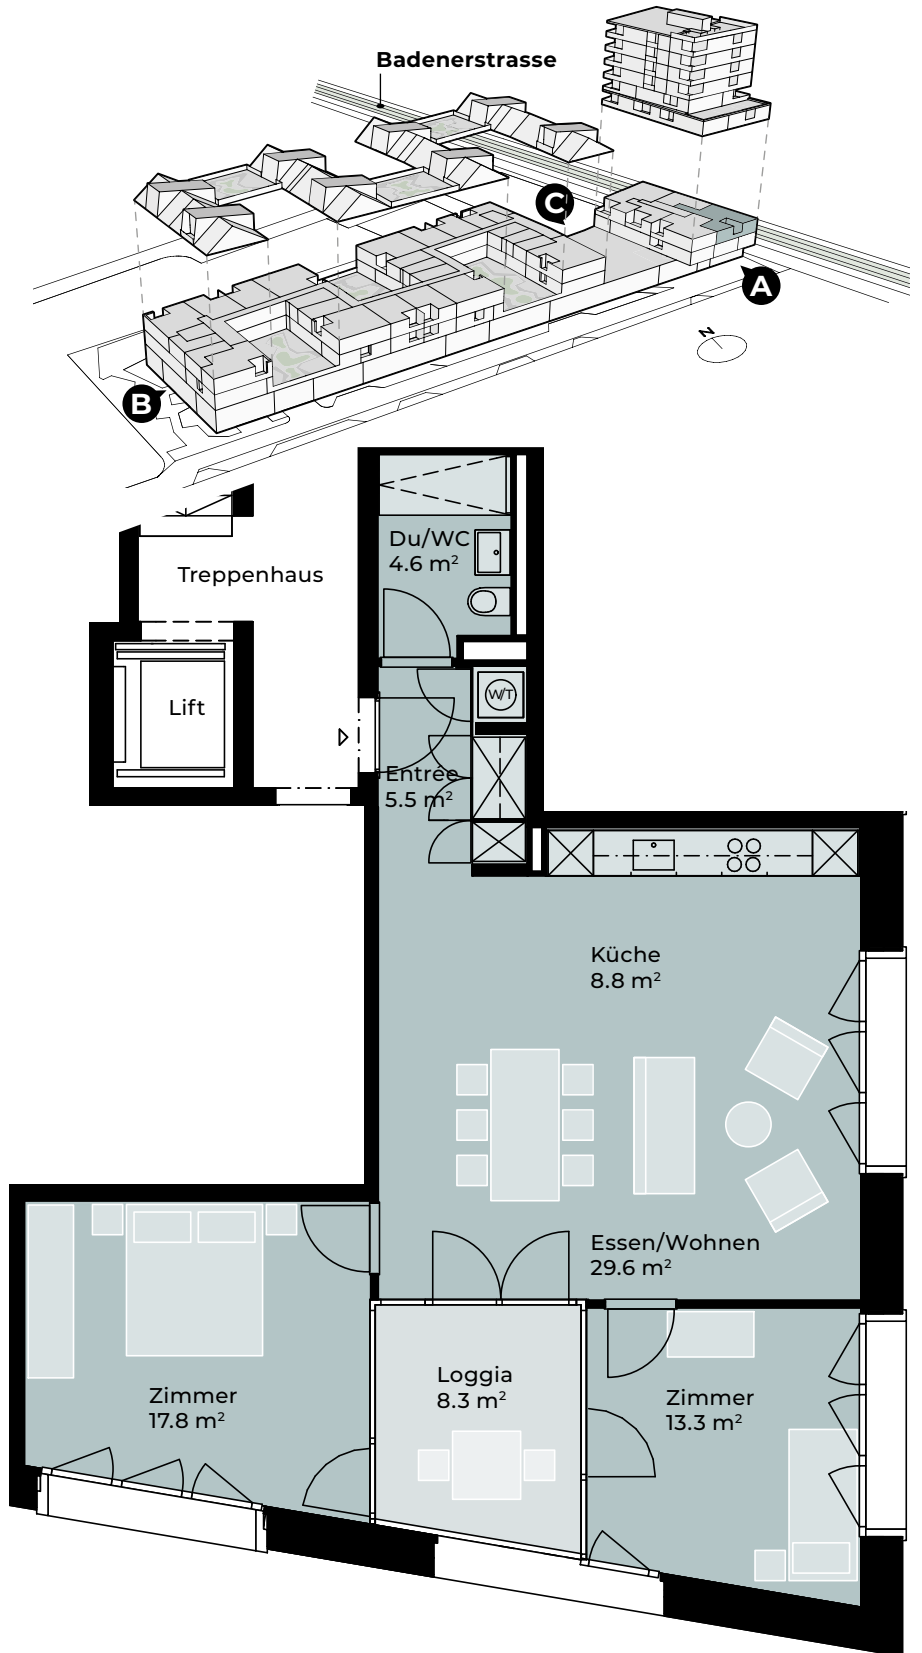 Badenerstrasse
C
A
N
B
Du/WC
4.6 m²
Treppenhaus
Lift
W/T
Entrée
5.5 m²
Küche
8.8 m²
Essen/Wohnen
29.6 m²
Zimmer
17.8 m²
Loggia
8.3 m²
Zimmer
13.3 m²